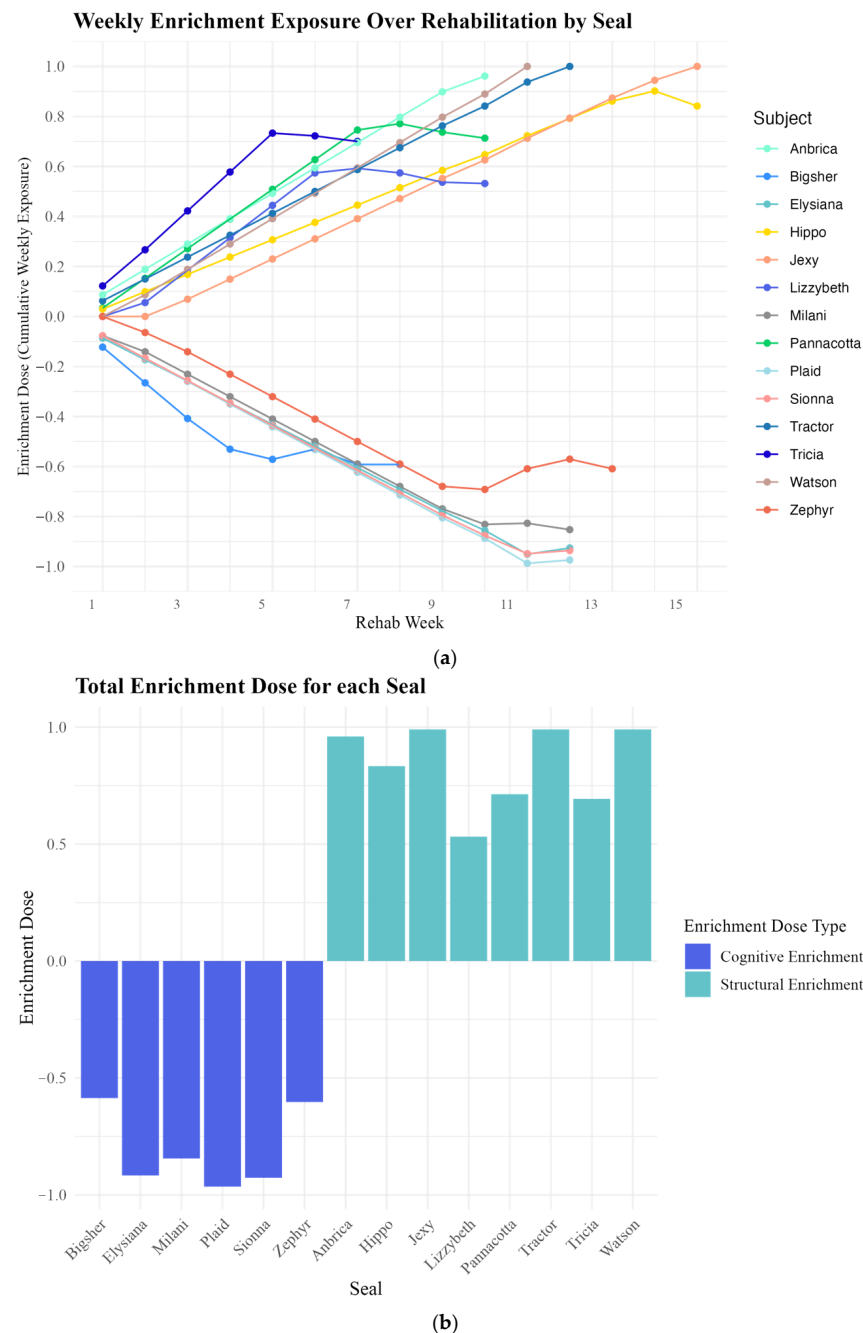 Weekly Enrichment Exposure Over Rehabilitation by Seal
Enrichment Dose (Cumulative Weekly Exposure)
1.0
0.8
0.6
0.4
0.2
0.0
−0.2
−0.4
−0.6
−0.8
−1.0
1 3 5 7 9 11 13 15
Rehab Week
Subject
Anbrica
Bigsher
Elysiana
Hippo
Jexy
Lizzybeth
Milani
Pannacotta
Plaid
Sionna
Tractor
Tricia
Watson
Zephyr
(a)
Total Enrichment Dose for each Seal
Enrichment Dose
1.0
0.5
0.0
−0.5
−1.0
Bigsher Elysiana Milani Plaid Sionna Zephyr Anbrica Hippo Jexy Lizzybeth Pannacotta Tractor Tricia Watson
Seal
Enrichment Dose Type
Cognitive Enrichment
Structural Enrichment
(b)